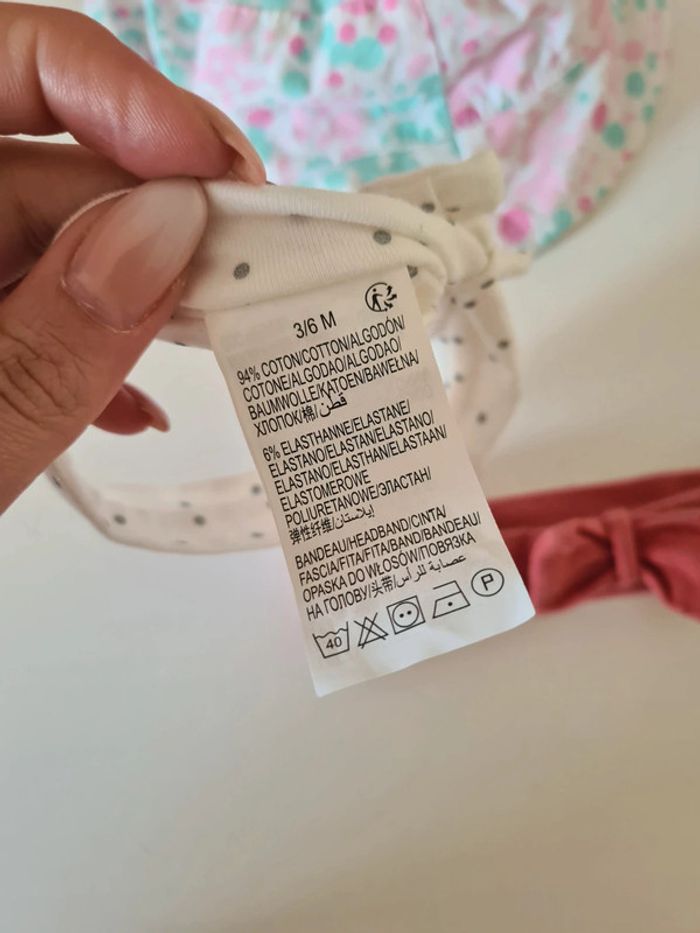 3/6 M
94% COTON/COTTON/ALGODÓN/
COTONE/ALGODAO/ALGODAO/
BAUMWOLLE/KATOEN/BAWEŁNA/
ХЛОПОК/棉/قطن
6% ELASTHANNE/ELASTANE/
ELASTANO/ELASTAN/ELASTANO/
ELASTANO/ELASTHAN/ELASTAAN/
ELASTOMEROWE
POLIURETANOWE/ЭЛАСТАН/
弹性纤维/إيلاستان
BANDEAU/HEADBAND/CINTA/
FASCIA/FITA/FITA/BAND/BANDEAU/
OPASKA DO WŁOSÓW/ПОВЯЗКА
НА ГОЛОВУ/头带/عصابة للرأس
40 P